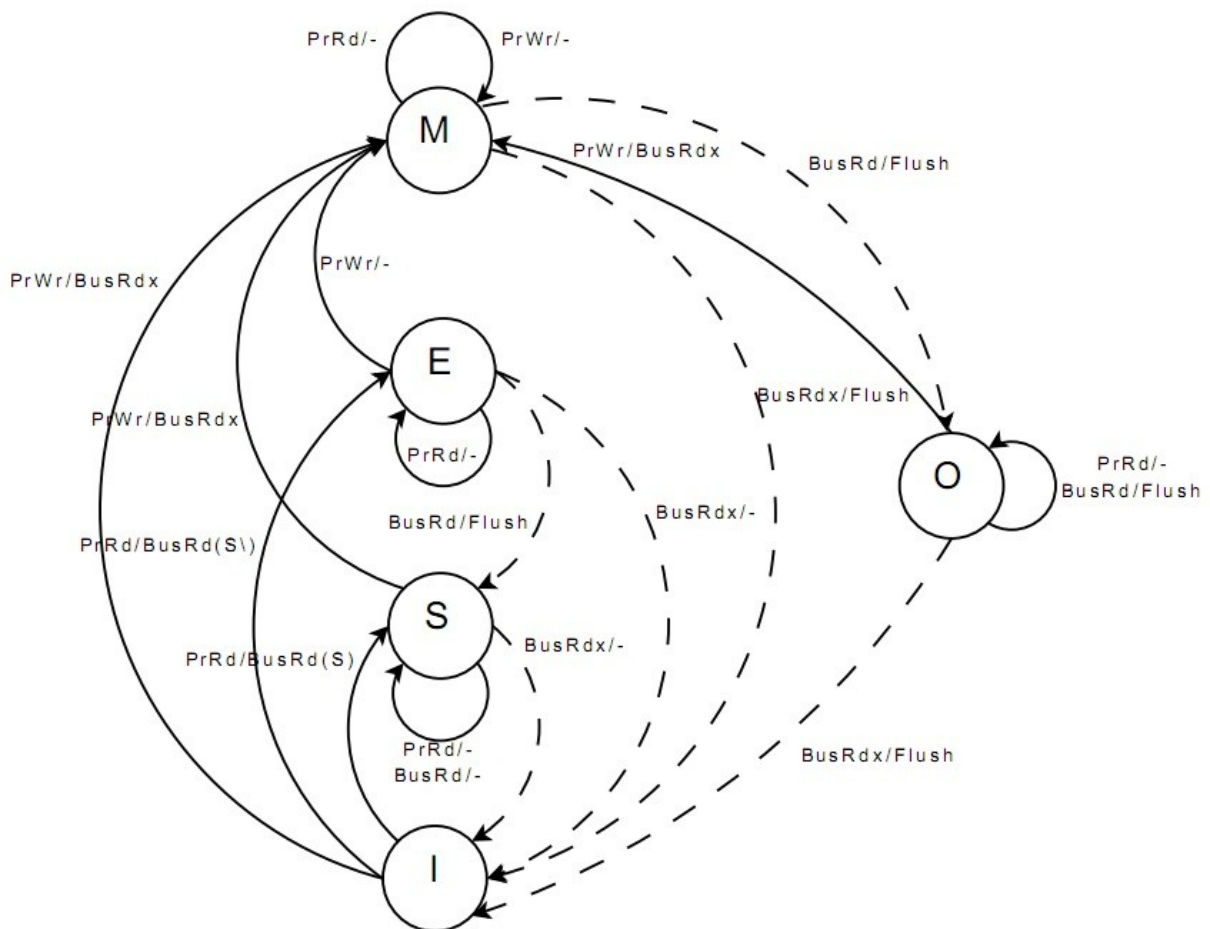 PrRd/-
PrWr/-
M
PrWr/BusRdx
BusRd/Flush
PrWr/-
PrWr/BusRdx
E
BusRdx/Flush
PrWr/BusRdx
PrRd/-
O
PrRd/-
BusRd/Flush
BusRd/Flush
BusRdx/-
PrRd/BusRd(S\)
S
BusRdx/-
PrRd/BusRd(S)
PrRd/-
BusRd/-
BusRdx/Flush
I